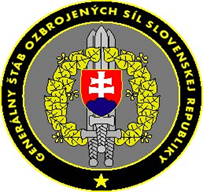 GENERÁLNY ŠTÁB OZBROJENÝCH SÍL SLOVENSKEJ REPUBLIKY